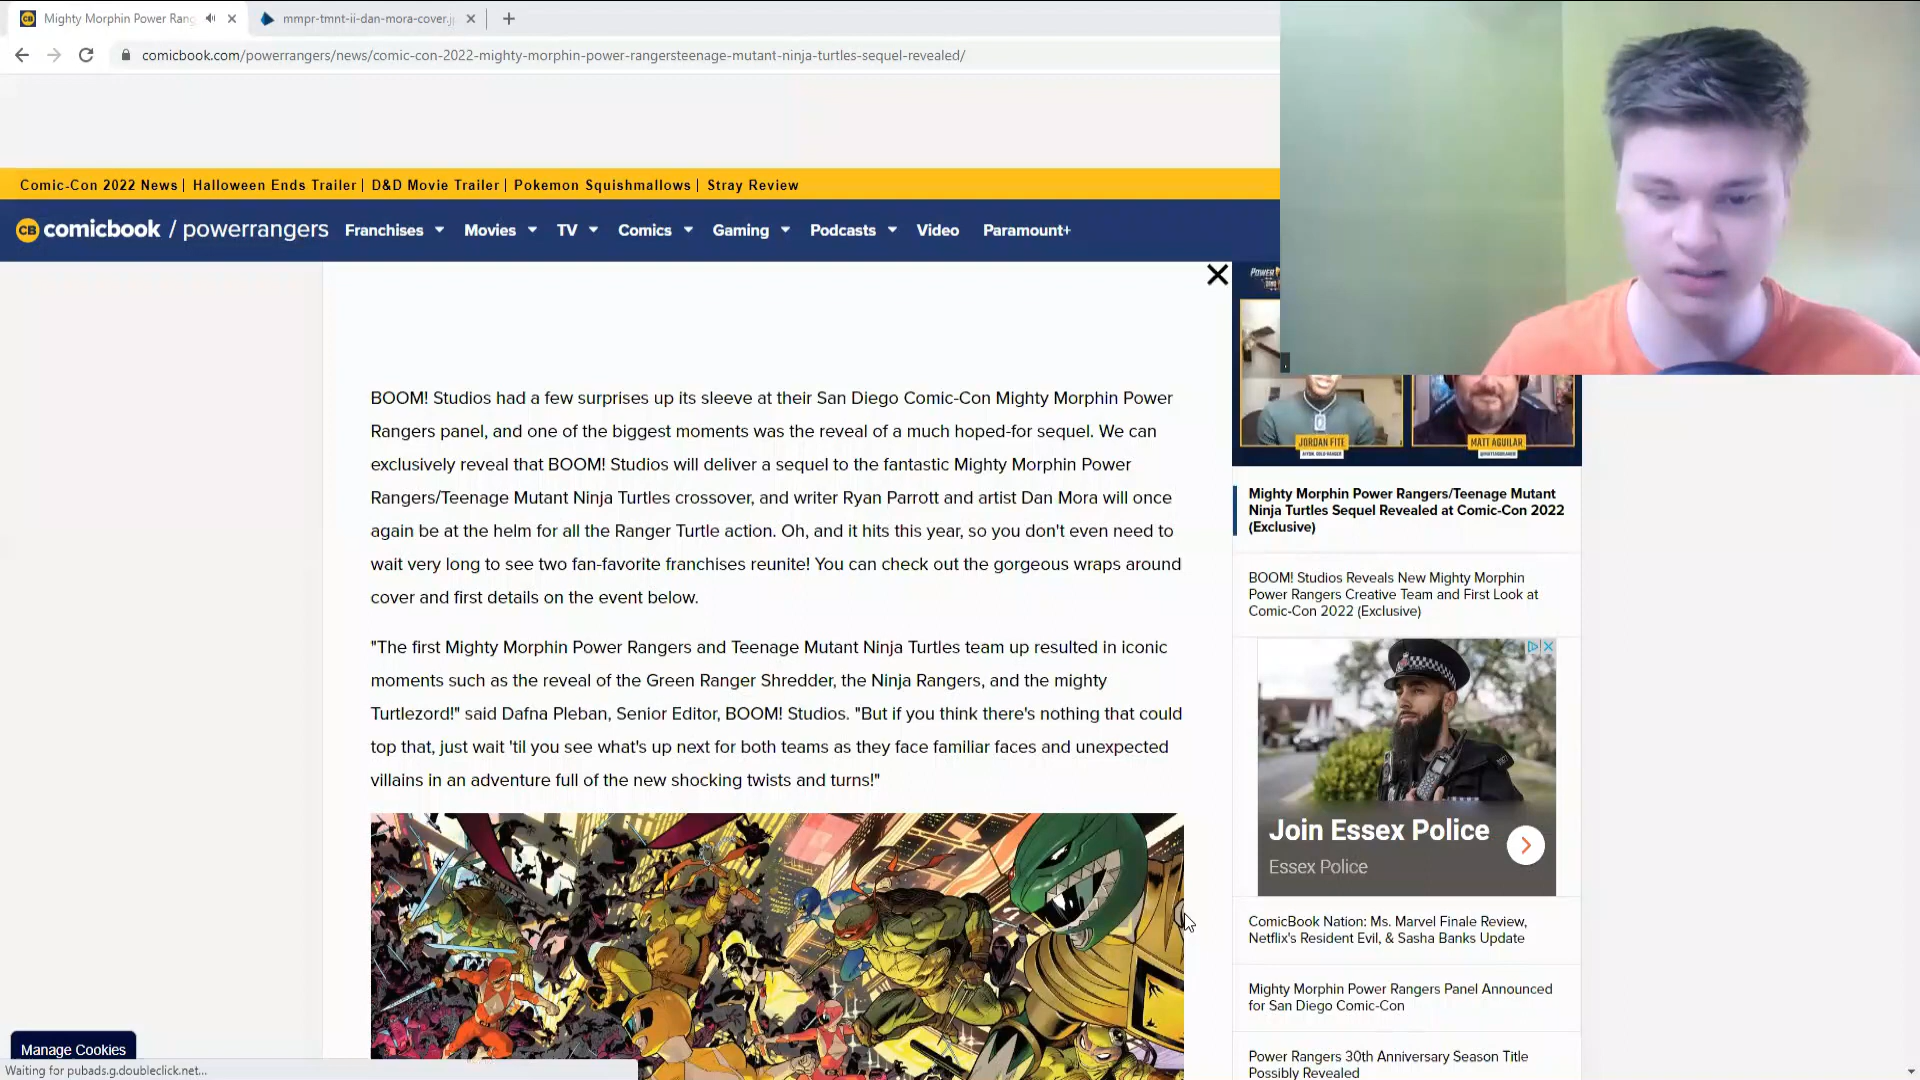 Mighty Morphin Power Rang
mmpr-tmnt-ii-dan-mora-cover.j
comicbook.com/powerrangers/news/comic-con-2022-mighty-morphin-power-rangersteenage-mutant-ninja-turtles-sequel-revealed/
Comic-Con 2022 News | Halloween Ends Trailer | D&D Movie Trailer | Pokemon Squishmallows | Stray Review
CB comicbook / powerrangers Franchises Movies TV Comics Gaming Podcasts Video Paramount+
BOOM! Studios had a few surprises up its sleeve at their San Diego Comic-Con Mighty Morphin Power
Rangers panel, and one of the biggest moments was the reveal of a much hoped-for sequel. We can
exclusively reveal that BOOM! Studios will deliver a sequel to the fantastic Mighty Morphin Power
Rangers/Teenage Mutant Ninja Turtles crossover, and writer Ryan Parrott and artist Dan Mora will once
again be at the helm for all the Ranger Turtle action. Oh, and it hits this year, so you don't even need to
wait very long to see two fan-favorite franchises reunite! You can check out the gorgeous wraps around
cover and first details on the event below.
"The first Mighty Morphin Power Rangers and Teenage Mutant Ninja Turtles team up resulted in iconic
moments such as the reveal of the Green Ranger Shredder, the Ninja Rangers, and the mighty
Turtlezord!" said Dafna Pleban, Senior Editor, BOOM! Studios. "But if you think there's nothing that could
top that, just wait 'til you see what's up next for both teams as they face familiar faces and unexpected
villains in an adventure full of the new shocking twists and turns!"
POWER
JORDAN FITE
MATT AGUILAR
Mighty Morphin Power Rangers/Teenage Mutant
Ninja Turtles Sequel Revealed at Comic-Con 2022
(Exclusive)
BOOM! Studios Reveals New Mighty Morphin
Power Rangers Creative Team and First Look at
Comic-Con 2022 (Exclusive)
Join Essex Police
Essex Police
ComicBook Nation: Ms. Marvel Finale Review,
Netflix's Resident Evil, & Sasha Banks Update
Mighty Morphin Power Rangers Panel Announced
for San Diego Comic-Con
Power Rangers 30th Anniversary Season Title
Possibly Revealed
Manage Cookies
Waiting for pubads.g.doubleclick.net...